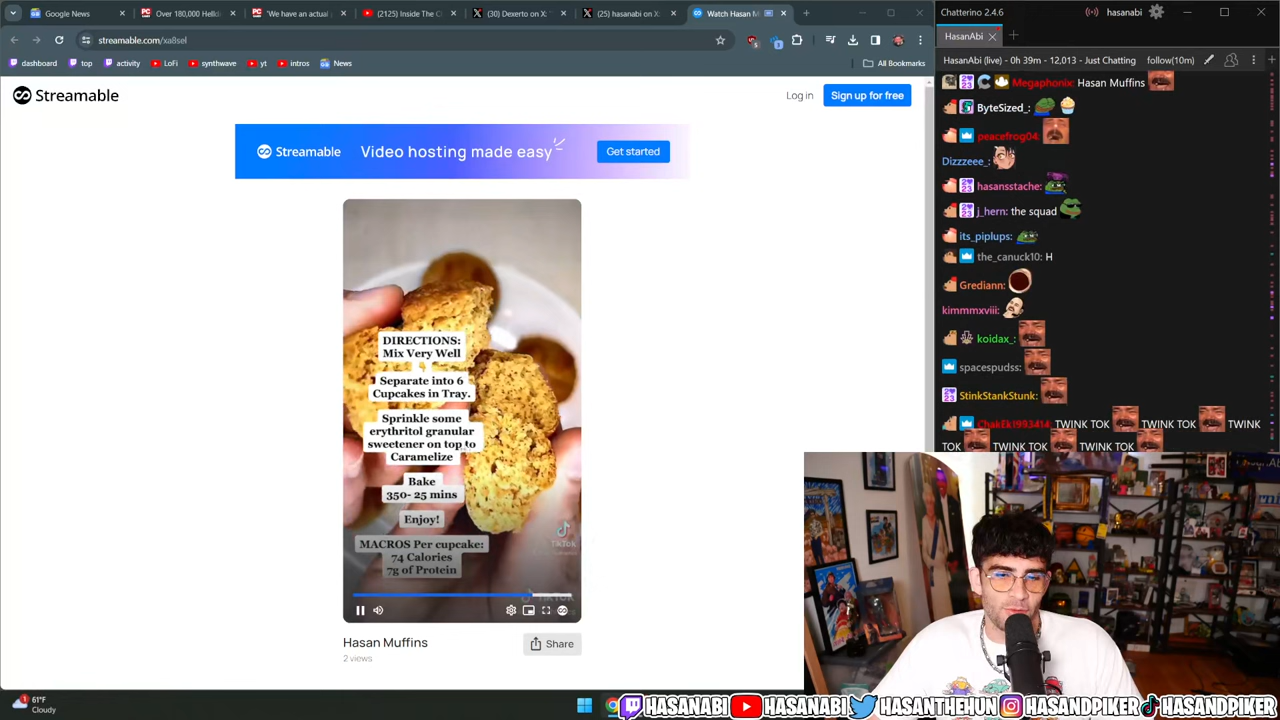 Google News
PC Over 180,000 Helldi
PC "We have an actual
(2125) Inside The C
(30) Dexerto on X:
(25) hasanabi on X
Watch Hasan M
streamable.com/xa8sel
dashboard
top
activity
LoFi
synthwave
yt
intros
News
All Bookmarks
Streamable
Log in
Sign up for free
Streamable
Video hosting made easy
Get started
DIRECTIONS:
Mix Very Well
Separate into 6
Cupcakes in Tray.
Sprinkle some
erythritol granular
sweetener on top to
Caramelize
Bake
350- 25 mins
Enjoy!
MACROS Per cupcake:
74 Calories
7g of Protein
TikTok
Hasan Muffins
2 views
Share
61°F
Cloudy
Chatterino 2.4.6
hasanabi
HasanAbi
HasanAbi (live) - 0h 39m - 12,013 - Just Chatting
follow(10m)
Megaphonix: Hasan Muffins
ByteSized_:
peacefrog04:
Dizzzeee_:
hasansstache:
j_hern: the squad
its_piplups:
the_canuck10: H
Grediann:
kimmmxviii:
koidax_:
spacespudss:
StinkStankStunk:
ChakEk1993414: TWINK TOK TWINK TOK TWINK
TOK TWINK TOK TWINK TOK
HASANABI HASANABI HASANTHEHUN HASANDPIKER HASANDPIKER